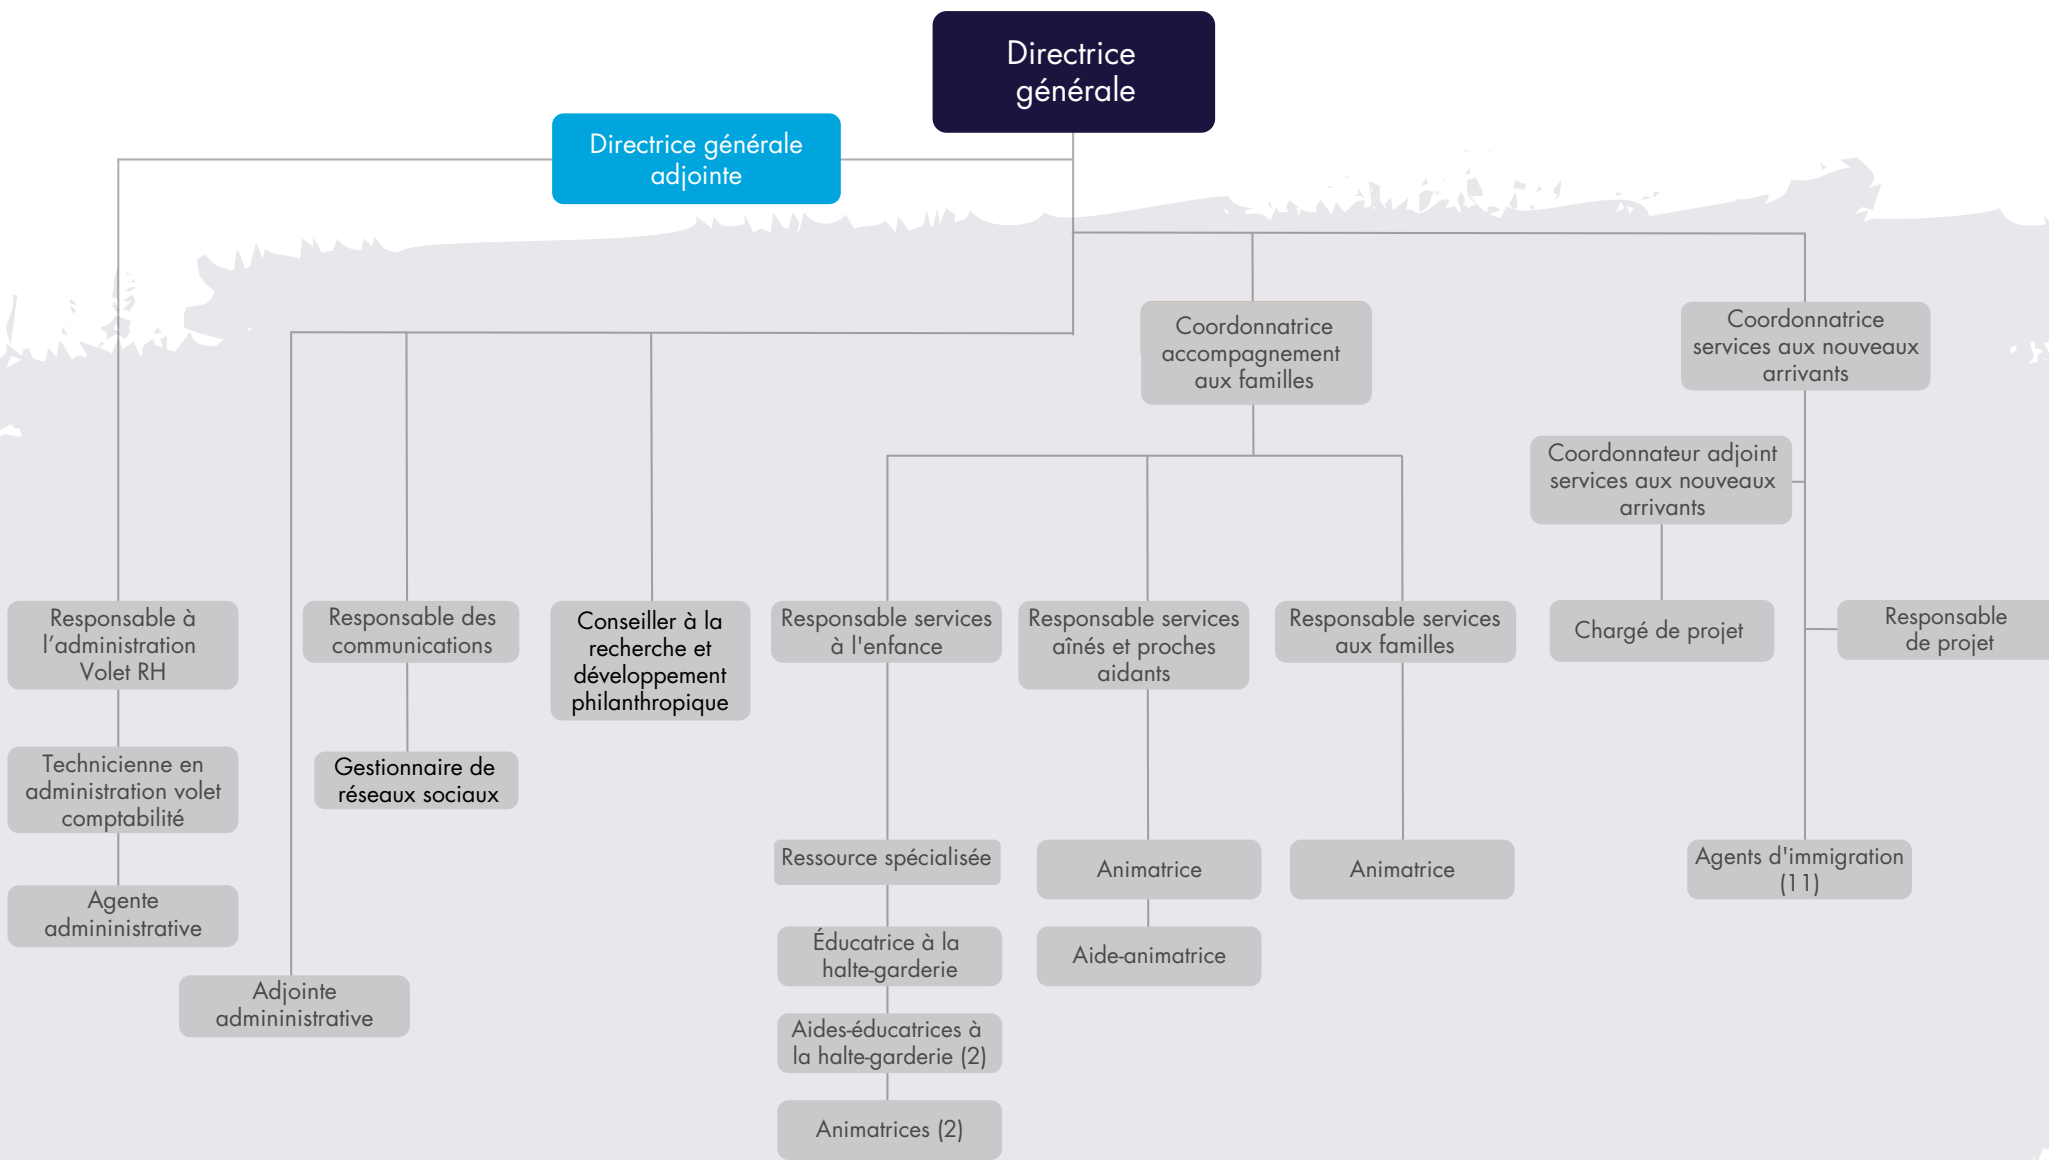 Directrice
générale
Directrice générale
adjointe
Coordonnatrice
accompagnement
aux familles
Coordonnatrice
services aux nouveaux
arrivants
Coordonnateur adjoint
services aux nouveaux
arrivants
Responsable à
l’administration
Volet RH
Responsable des
communications
Conseiller à la
recherche et
développement
philanthropique
Responsable services
à l'enfance
Responsable services
aînés et proches
aidants
Responsable services
aux familles
Chargé de projet
Responsable
de projet
Technicienne en
administration volet
comptabilité
Gestionnaire de
réseaux sociaux
Ressource spécialisée
Animatrice
Animatrice
Agents d'immigration
(11)
Agente
admininistrative
Éducatrice à la
halte-garderie
Aide-animatrice
Adjointe
admininistrative
Aides-éducatrices à
la halte-garderie (2)
Animatrices (2)